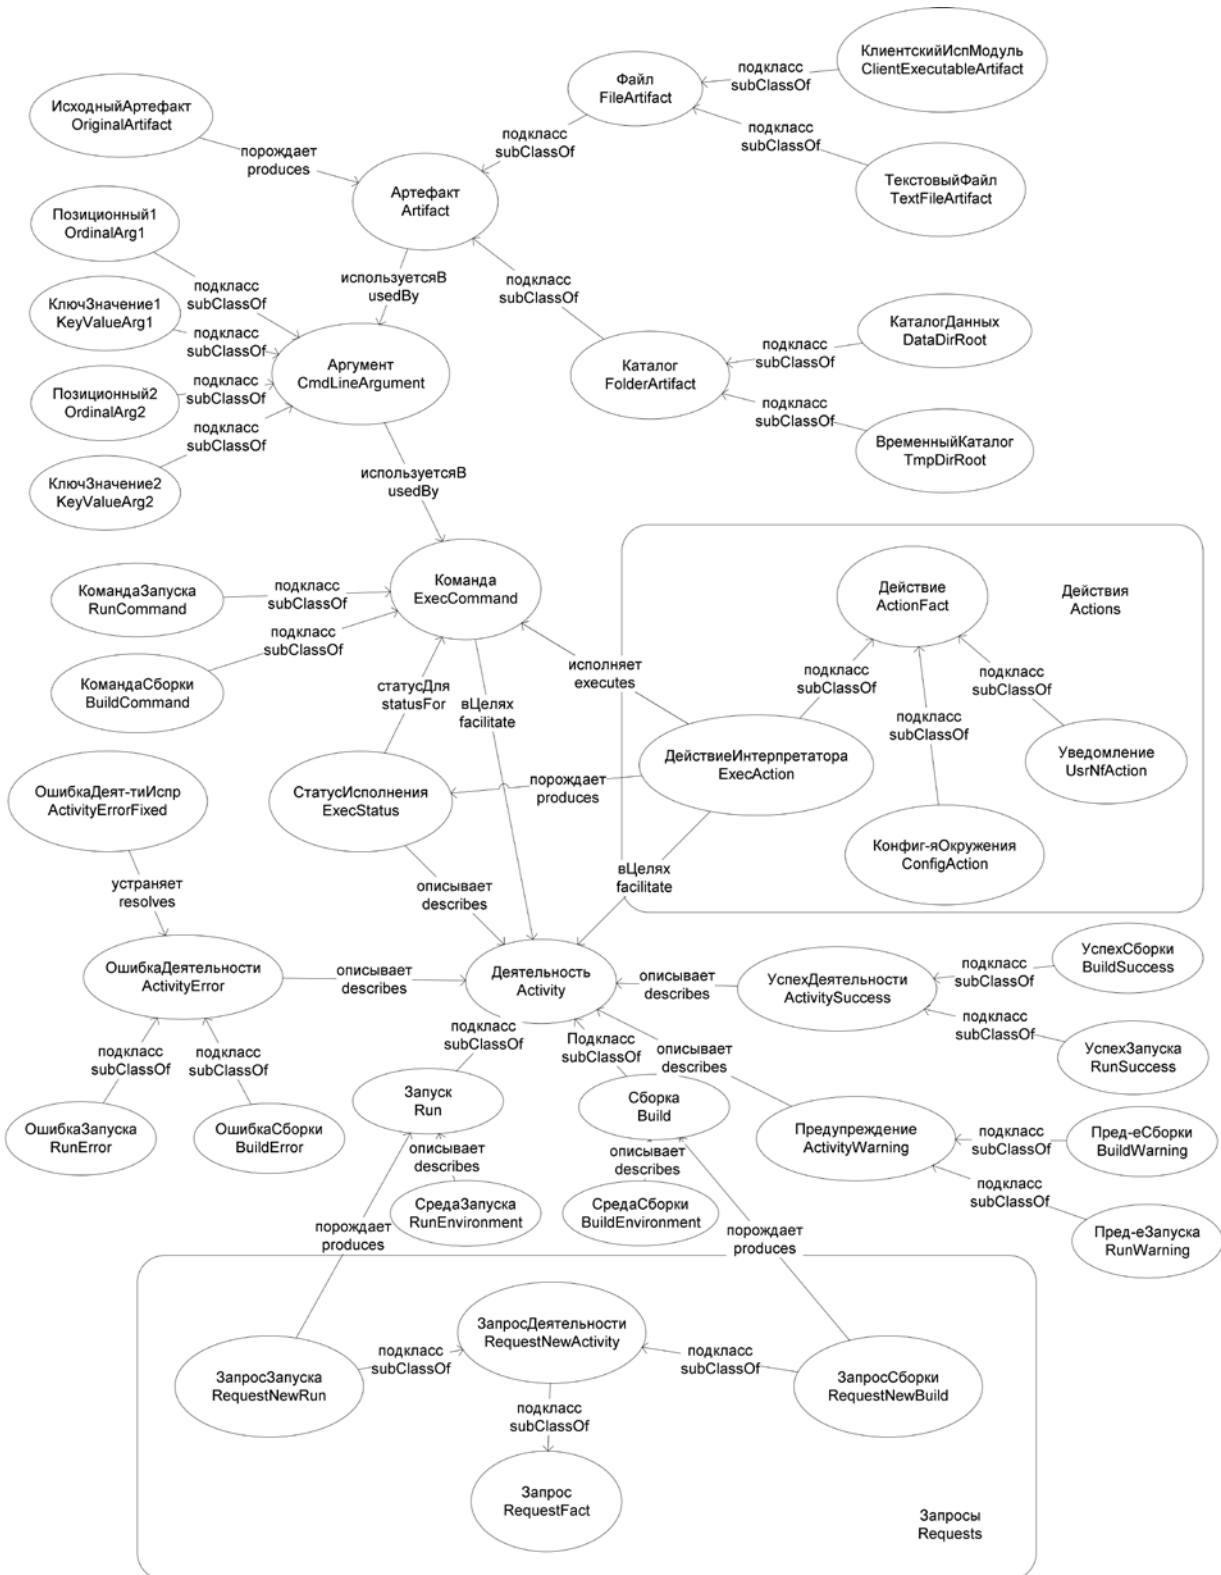 КлиентскийИспМодуль
ClientExecutableArtifact
подкласс
subClassOf
Файл
FileArtifact
ИсходныйАртефакт
OriginalArtifact
подкласс
subClassOf
подкласс
subClassOf
порождает
produces
ТекстовыйФайл
TextFileArtifact
Артефакт
Artifact
Позиционный1
OrdinalArg1
используетсяВ
usedBy
подкласс
subClassOf
подкласс
subClassOf
КлючЗначение1
KeyValueArg1
подкласс
subClassOf
КаталогДанных
DataDirRoot
подкласс
subClassOf
Аргумент
CmdLineArgument
Каталог
FolderArtifact
подкласс
subClassOf
Позиционный2
OrdinalArg2
подкласс
subClassOf
подкласс
subClassOf
ВременныйКаталог
TmpDirRoot
КлючЗначение2
KeyValueArg2
используетсяВ
usedBy
Команда
ExecCommand
КомандаЗапуска
RunCommand
подкласс
subClassOf
Действие
ActionFact
Действия
Actions
подкласс
subClassOf
КомандаСборки
BuildCommand
статусДля
statusFor
вЦелях
facilitate
исполняет
executes
подкласс
subClassOf
подкласс
subClassOf
подкласс
subClassOf
ДействиеИнтерпретатора
ExecAction
Уведомление
UsrNfAction
ОшибкаДеят-тиИспр
ActivityErrorFixed
СтатусИсполнения
ExecStatus
порождает
produces
Конфиг-яОкружения
ConfigAction
устраняет
resolves
описывает
describes
вЦелях
facilitate
ОшибкаДеятельности
ActivityError
описывает
describes
Деятельность
Activity
описывает
describes
УспехДеятельности
ActivitySuccess
подкласс
subClassOf
УспехСборки
BuildSuccess
подкласс
subClassOf
подкласс
subClassOf
подкласс
subClassOf
подкласс
subClassOf
Подкласс
subClassOf
описывает
describes
УспехЗапуска
RunSuccess
Запуск
Run
Сборка
Build
ОшибкаЗапуска
RunError
ОшибкаСборки
BuildError
Предупреждение
ActivityWarning
подкласс
subClassOf
Пред-еСборки
BuildWarning
описывает
describes
описывает
describes
подкласс
subClassOf
СредаЗапуска
RunEnvironment
СредаСборки
BuildEnvironment
Пред-еЗапуска
RunWarning
порождает
produces
порождает
produces
ЗапросДеятельности
RequestNewActivity
ЗапросЗапуска
RequestNewRun
подкласс
subClassOf
подкласс
subClassOf
ЗапросСборки
RequestNewBuild
подкласс
subClassOf
Запрос
RequestFact
Запросы
Requests